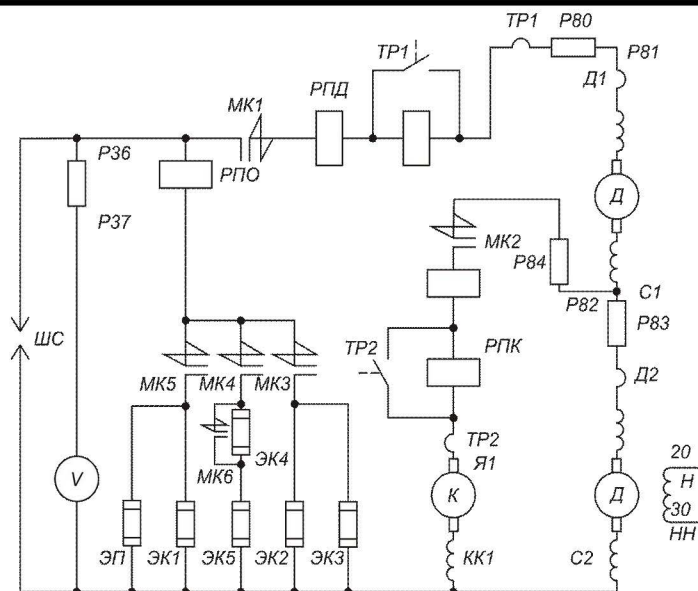 ТР1
Р80
Р81
ТР1
РПД
Д1
МК1
Р36
РПО
Д
Р37
МК2
Р84
С1
Р82
Р83
ШС
ТР2
РПК
МК5
МК4
МК3
Д2
ЭК4
ТР2
20
МК6
Я1
V
К
Д
Н
30
ЭП
ЭК1
ЭК5
ЭК2
ЭК3
КК1
С2
НН